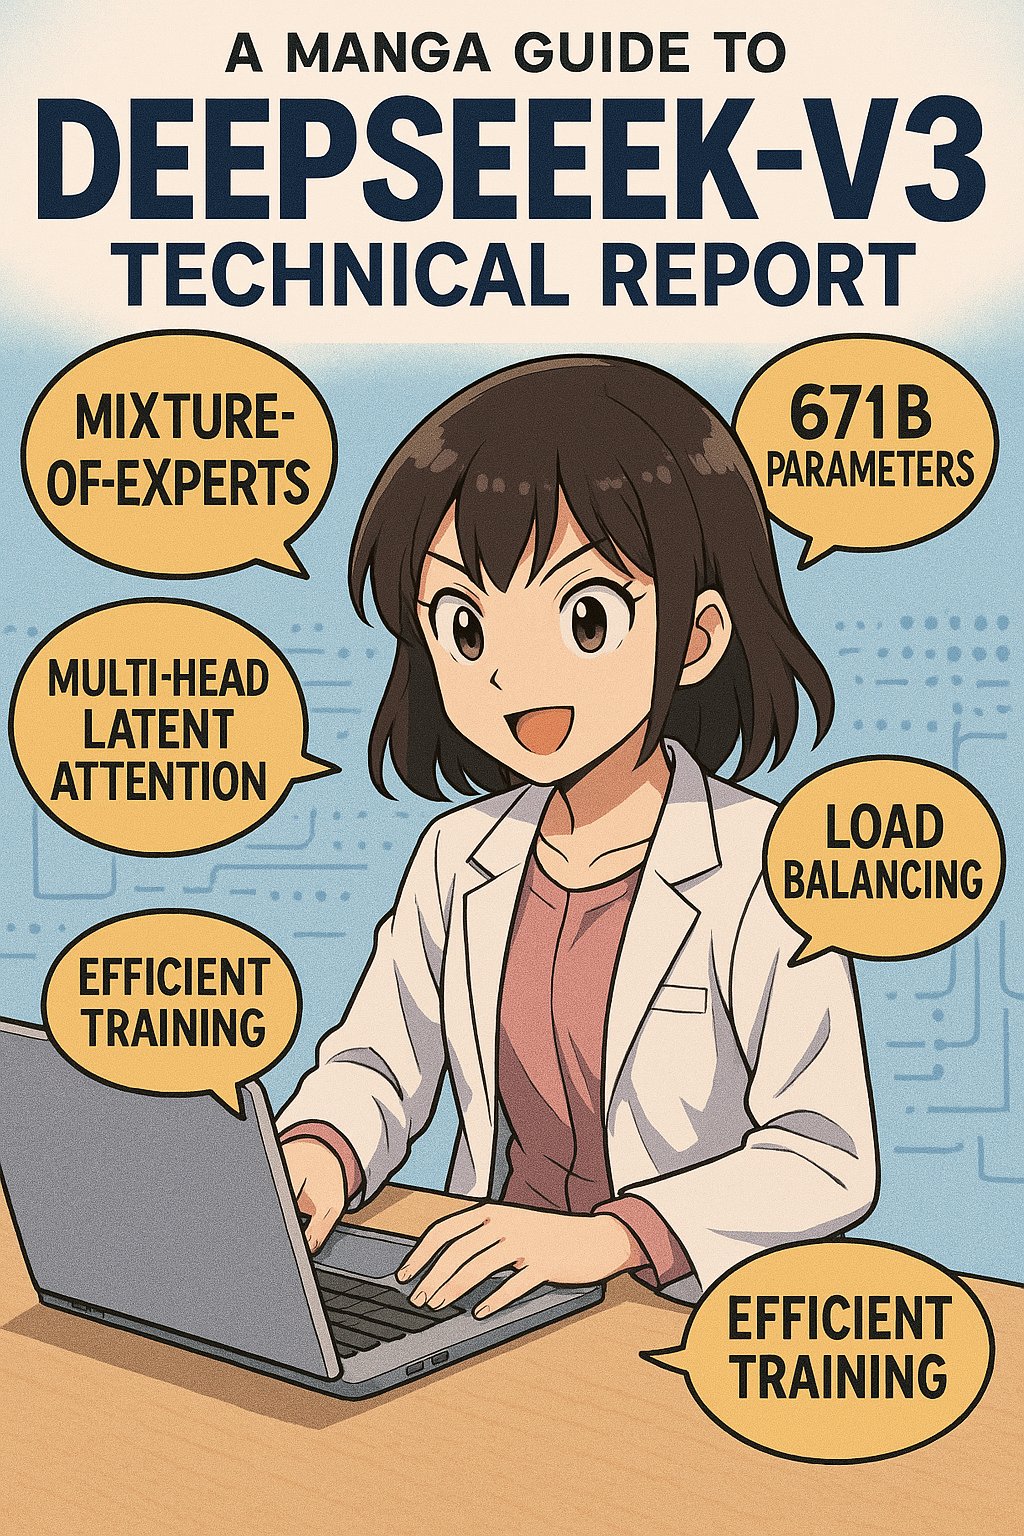 A MANGA GUIDE TO
DEEPSEEEK-V3
TECHNICAL REPORT
MIXTURE-
OF-EXPERTS
671B
PARAMETERS
MULTI-HEAD
LATENT
ATTENTION
LOAD
BALANCING
EFFICIENT
TRAINING
EFFICIENT
TRAINING